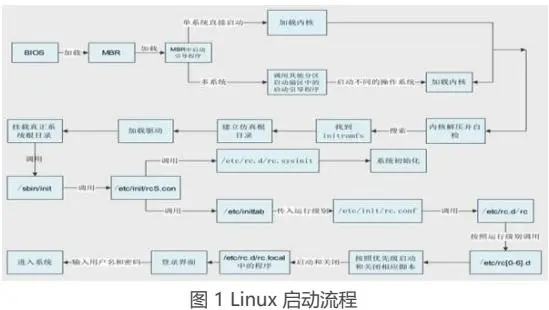 单系统直接启动
加载内核
BIOS
加载
MBR
加载
MBR中启动
引导程序
多系统
调用其他分区
启动扇区中的
启动引导程序
启动不同的操作系统
加载内核
挂载真正系
统根目录
加载驱动
建立仿真根
目录
找到
initramfs
搜索
内核解压并自
检
调用
调用
/etc/rc.d/rc.sysinit
系统初始化
/sbin/init
调用
/etc/init/rcS.con
调用
/etc/inittab
传入运行级别
/etc/init/rc.conf
调用
/etc/rc.d/rc
按照运行级别调用
进入系统
输入用户名和密码
登录界面
/etc/rc.d/rc.local
中的程序
启动和关闭
按照优先级启动
和关闭相应脚本
/etc/rc[0-6].d
图 1 Linux 启动流程